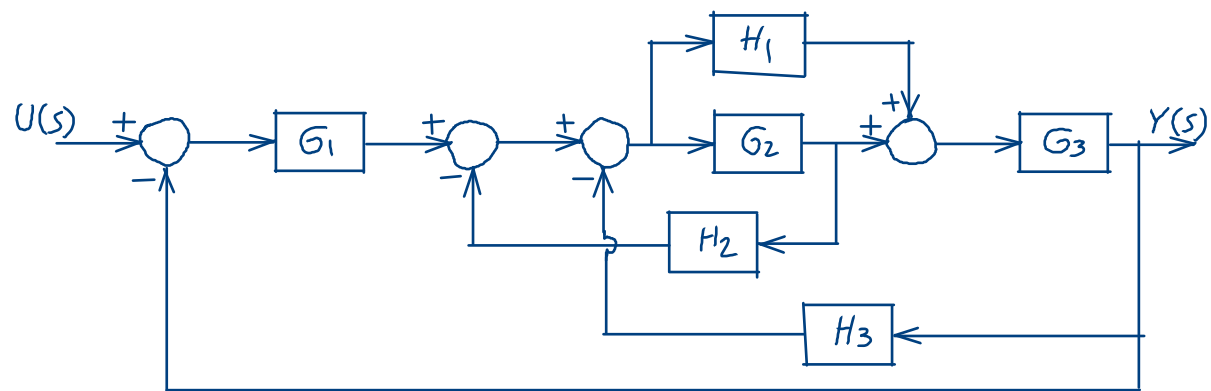 H1
U(s) + G1 + + G2 + + G3 Y(s)
- - -
H2
H3